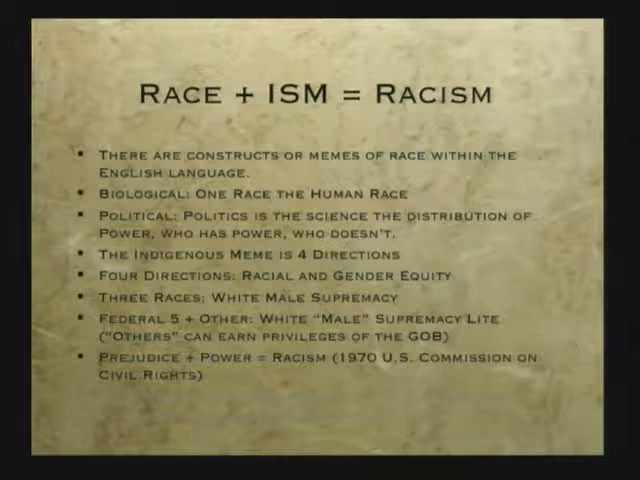 RACE + ISM = RACISM
THERE ARE CONSTRUCTS OR MEMES OF RACE WITHIN THE
ENGLISH LANGUAGE.
BIOLOGICAL: ONE RACE THE HUMAN RACE
POLITICAL: POLITICS IS THE SCIENCE THE DISTRIBUTION OF
POWER, WHO HAS POWER, WHO DOESN'T.
THE INDIGENOUS MEME IS 4 DIRECTIONS
FOUR DIRECTIONS: RACIAL AND GENDER EQUITY
THREE RACES: WHITE MALE SUPREMACY
FEDERAL 5 + OTHER: WHITE "MALE" SUPREMACY LITE
("OTHERS" CAN EARN PRIVILEGES OF THE GOB)
PREJUDICE + POWER = RACISM (1970 U.S. COMMISSION ON
CIVIL RIGHTS)